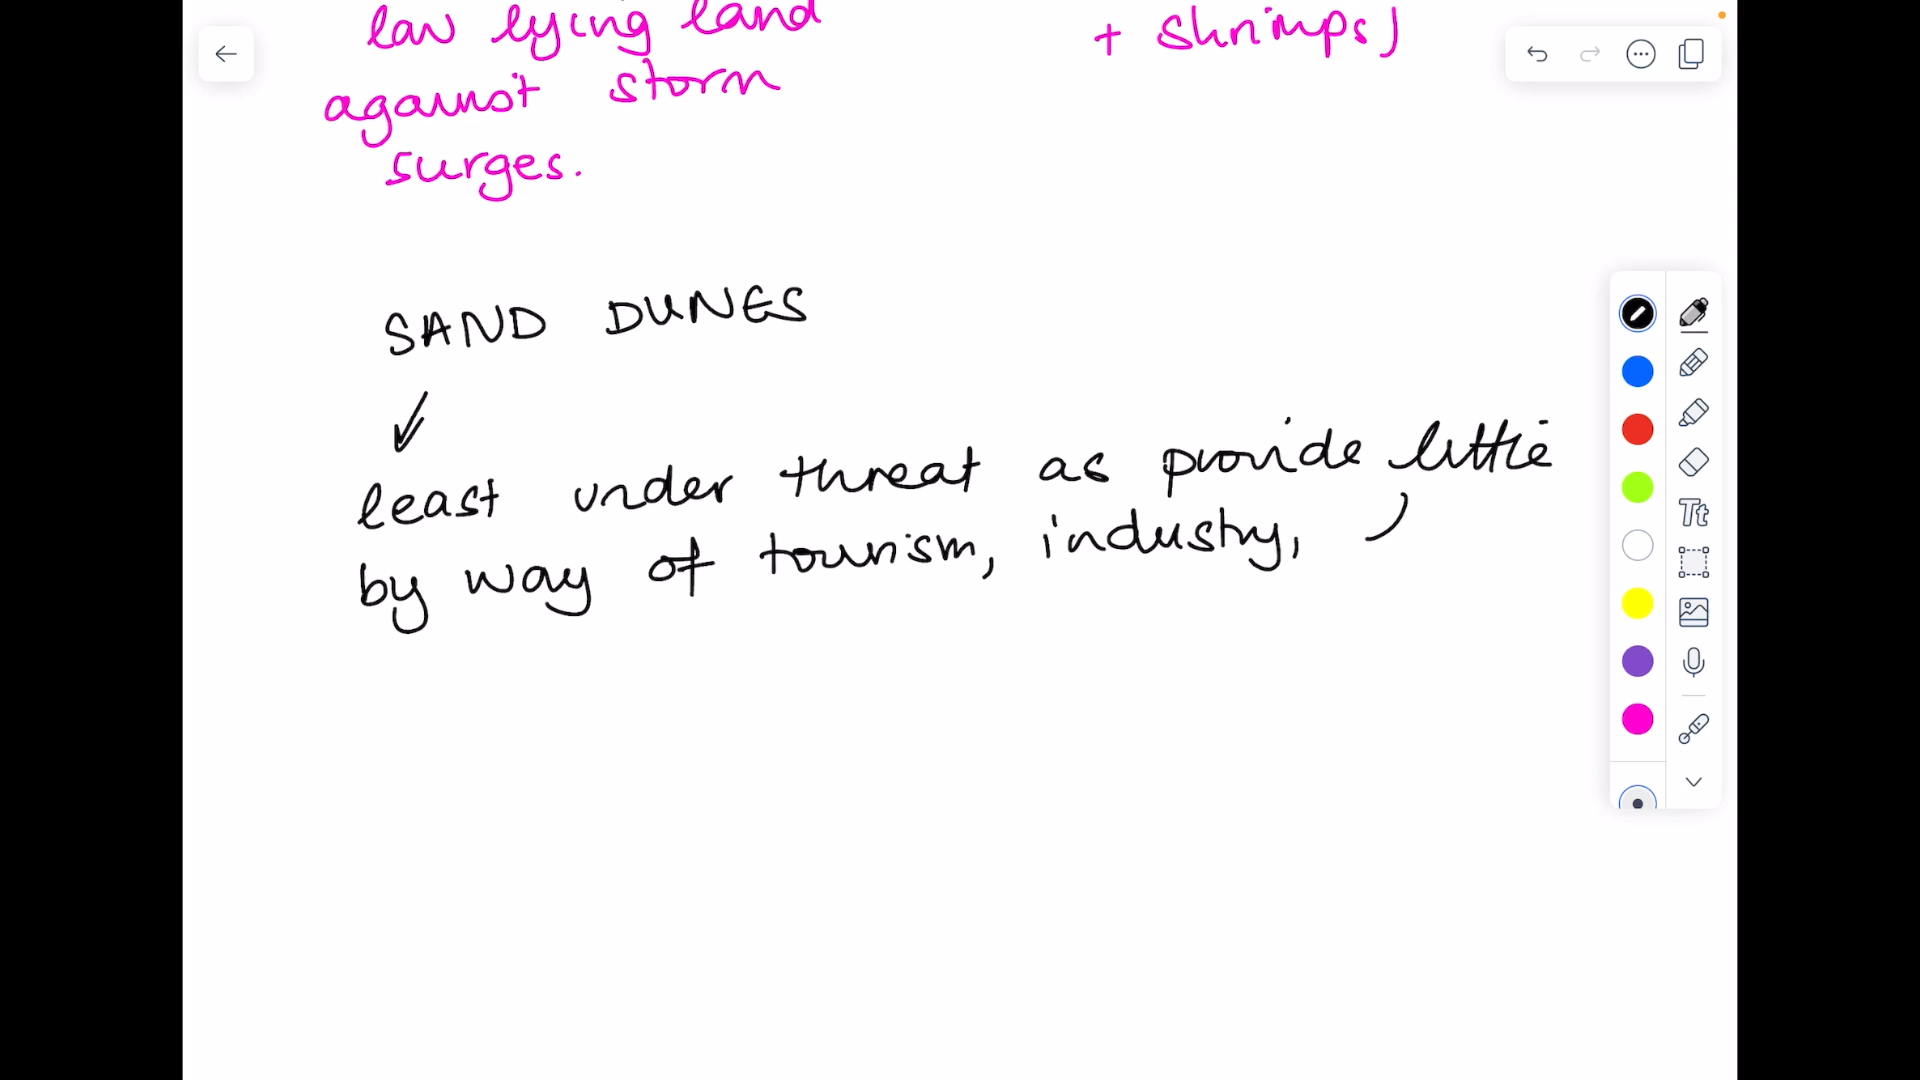 low lying land
+ shrimps)
against storm
surges.
SAND DUNES
least under threat as provide little
by way of tourism, industry,
Tt